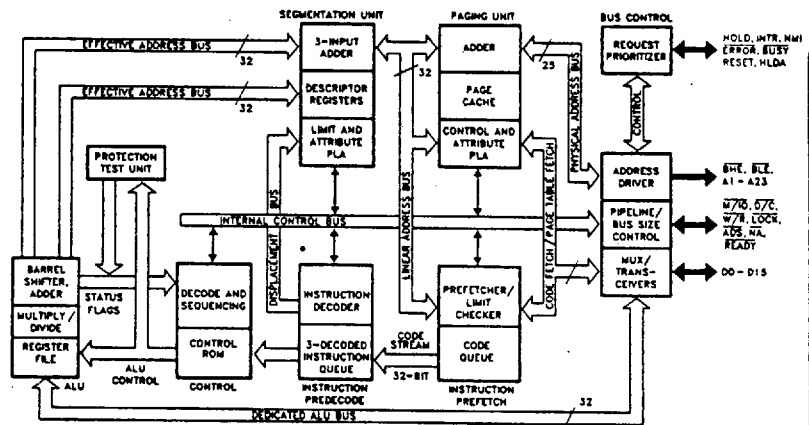 SEGMENTATION UNIT
PAGING UNIT
BUS CONTROL
EFFECTIVE ADDRESS BUS
32
3-INPUT
ADDER
ADDER
25
REQUEST
PRIORITIZER
HOLD, INTR, NMI
ERROR, BUSY
RESET, HLDA
EFFECTIVE ADDRESS BUS
32
DESCRIPTOR
REGISTERS
32
PAGE
CACHE
PHYSICAL ADDRESS BUS
CONTROL
PROTECTION
TEST UNIT
LIMIT AND
ATTRIBUTE
PLA
CONTROL AND
ATTRIBUTE
PLA
ADDRESS
DRIVER
BHE, BLE,
A1 - A23
INTERNAL CONTROL BUS
DISPLACEMENT BUS
LINEAR ADDRESS BUS
CODE FETCH/PAGE TABLE FETCH
PIPELINE/
BUS SIZE
CONTROL
M/IO, D/C,
W/R, LOCK,
ADS, NA,
READY
BARREL
SHIFTER,
ADDER
STATUS
FLAGS
DECODE AND
SEQUENCING
INSTRUCTION
DECODER
PREFETCHER/
LIMIT
CHECKER
MUX/
TRANS-
CEIVERS
D0 - D15
MULTIPLY/
DIVIDE
REGISTER
FILE
ALU
ALU
CONTROL
CONTROL
ROM
CONTROL
3-DECODED
INSTRUCTION
QUEUE
INSTRUCTION
PREDECODE
CODE
STREAM
32-BIT
CODE
QUEUE
INSTRUCTION
PREFETCH
DEDICATED ALU BUS
32